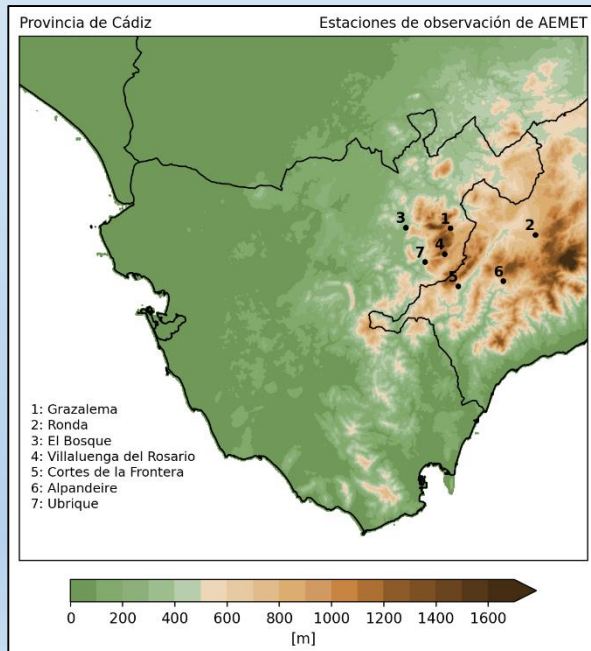 Provincia de Cádiz
Estaciones de observación de AEMET
3
1
2
4
7
5
6
1: Grazalema
2: Ronda
3: El Bosque
4: Villaluenga del Rosario
5: Cortes de la Frontera
6: Alpandeire
7: Ubrique
0 200 400 600 800 1000 1200 1400 1600
[m]